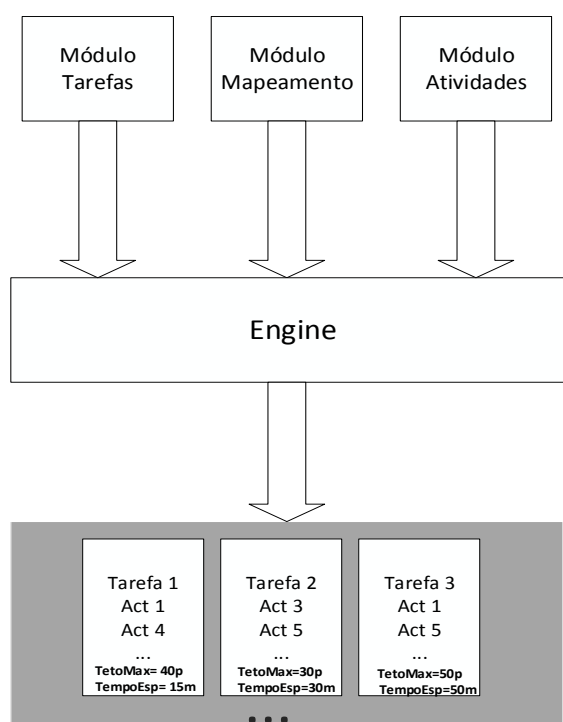 Módulo
Tarefas
Módulo
Mapeamento
Módulo
Atividades
Engine
Tarefa 1
Act 1
Act 4
...
TetoMax= 40p
TempoEsp= 15m
Tarefa 2
Act 3
Act 5
...
TetoMax=30p
TempoEsp=30m
Tarefa 3
Act 1
Act 5
...
TetoMax=50p
TempoEsp=50m
...